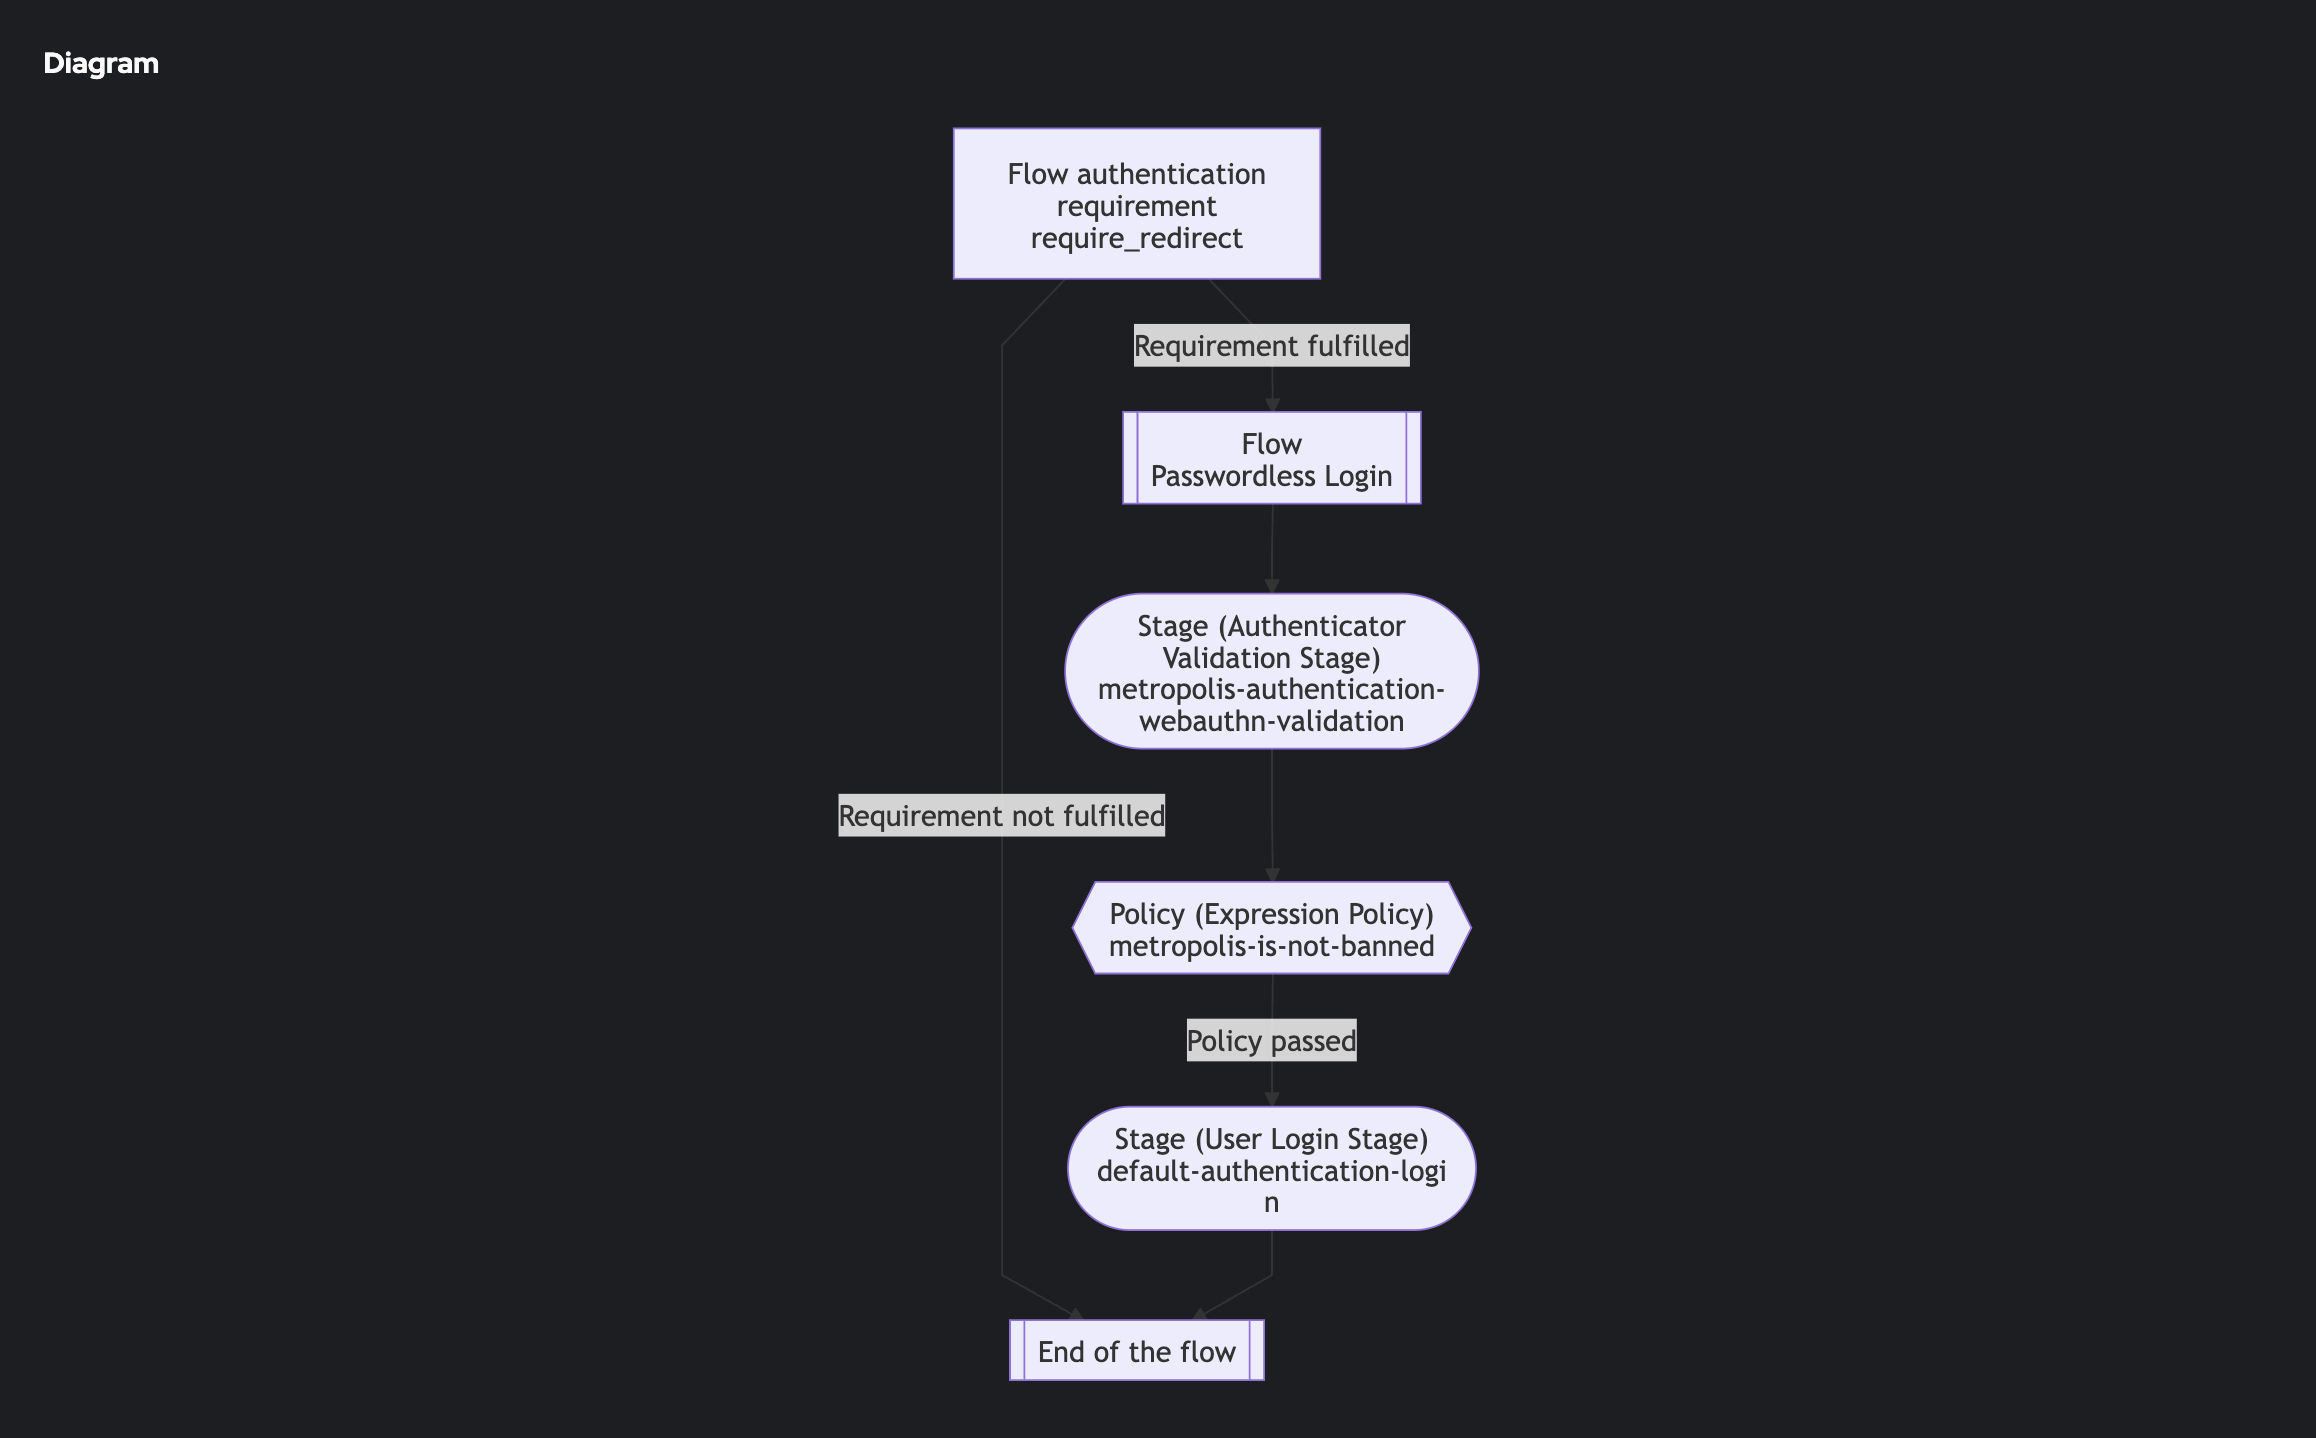 Diagram
Flow authentication
requirement
require_redirect
Requirement fulfilled
Flow
Passwordless Login
Stage (Authenticator
Validation Stage)
metropolis-authentication-
webauthn-validation
Requirement not fulfilled
Policy (Expression Policy)
metropolis-is-not-banned
Policy passed
Stage (User Login Stage)
default-authentication-logi
n
End of the flow